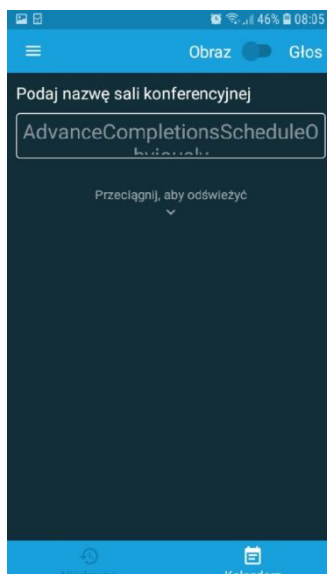 46% 08:05
Obraz Głos
Podaj nazwę sali konferencyjnej
AdvanceCompletionsScheduleO
Przeciągnij, aby odświeżyć